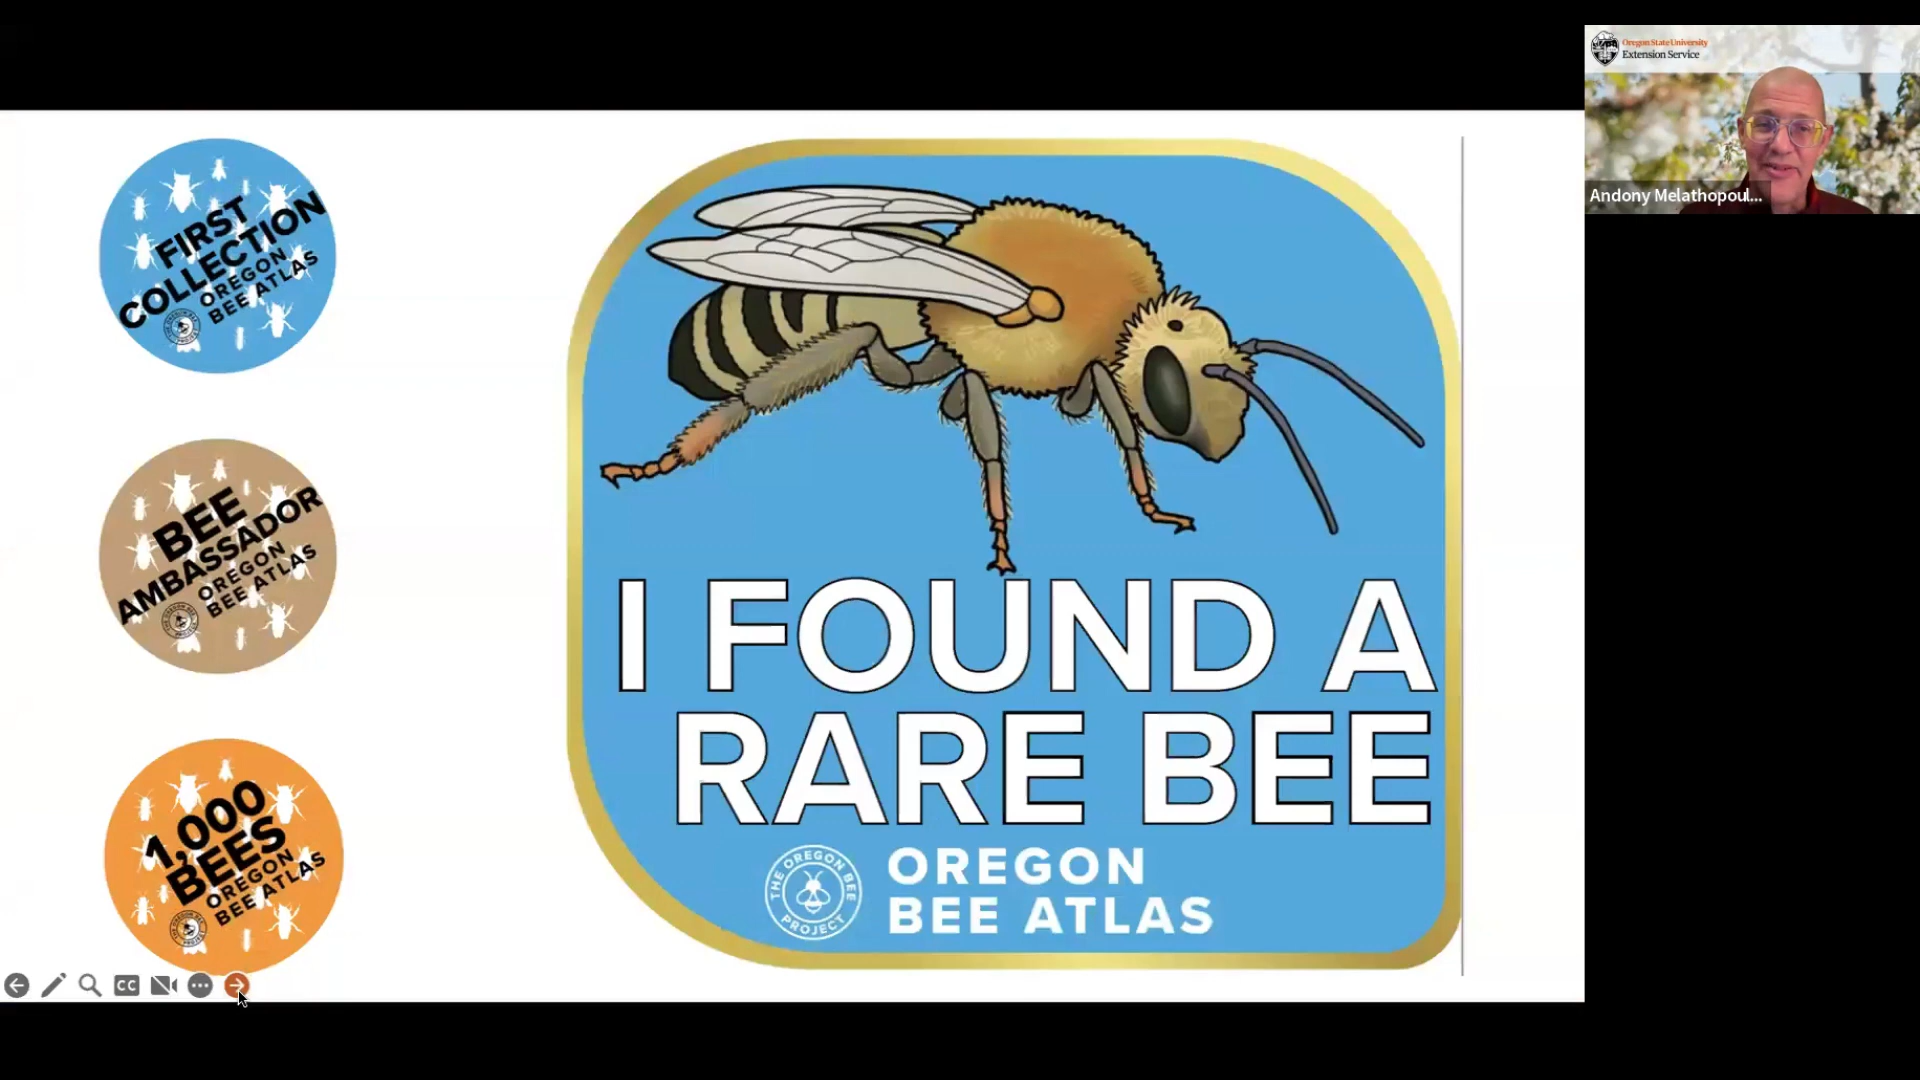 FIRST
COLLECTION
OREGON
BEE ATLAS
BEE
AMBASSADOR
OREGON
BEE ATLAS
1,000
BEES
OREGON
BEE ATLAS
I FOUND A
RARE BEE
THE OREGON BEE
PROJECT
OREGON
BEE ATLAS
CC
Oregon State University
Extension Service
Andony Melathopoul...